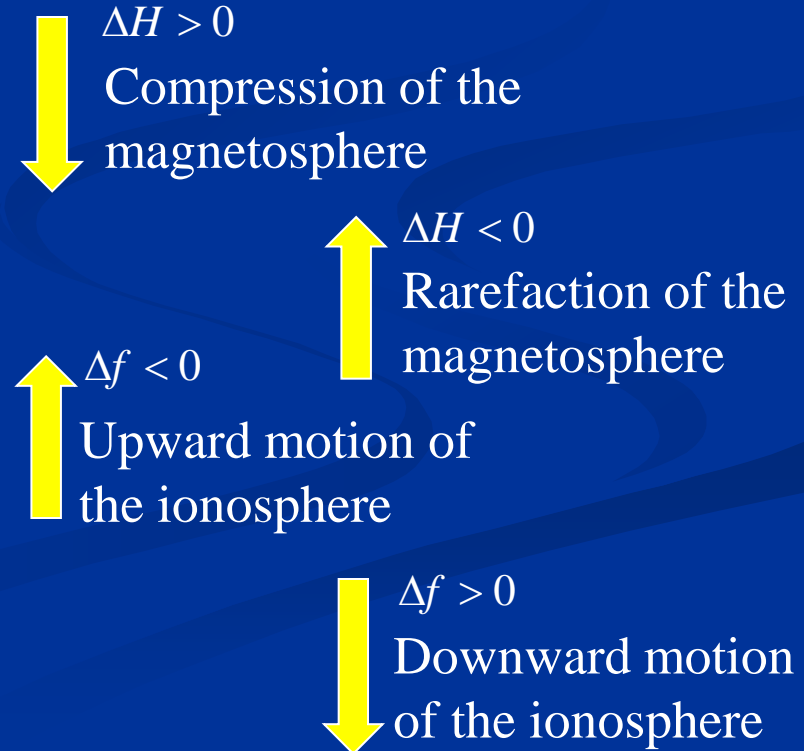 ΔH > 0
Compression of the
magnetosphere
ΔH < 0
Rarefaction of the
magnetosphere
Δf < 0
Upward motion of
the ionosphere
Δf > 0
Downward motion
of the ionosphere